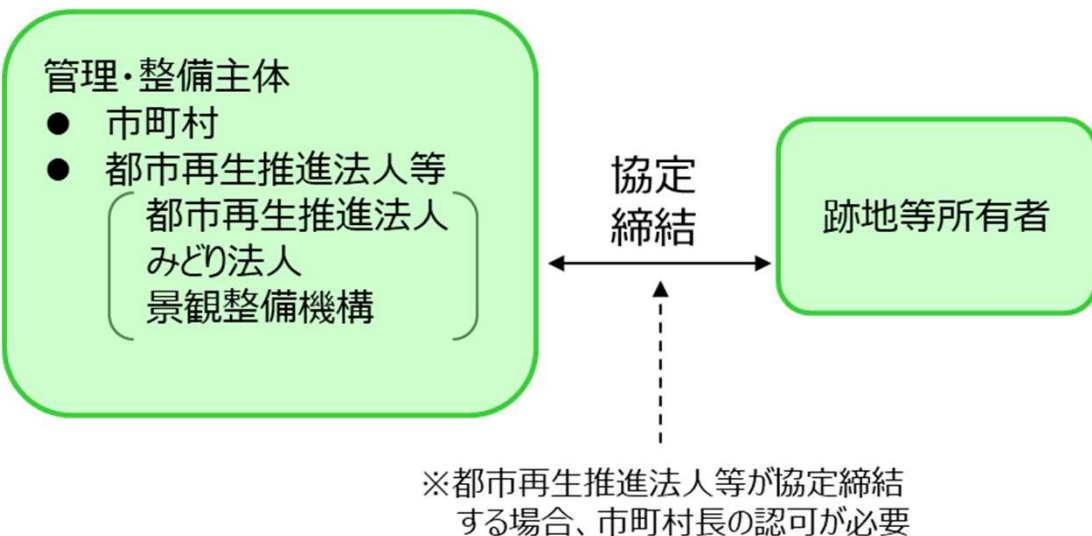 管理・整備主体
● 市町村
● 都市再生推進法人等
都市再生推進法人
みどり法人
景観整備機構
協定
締結
跡地等所有者
※都市再生推進法人等が協定締結
する場合、市町村長の認可が必要